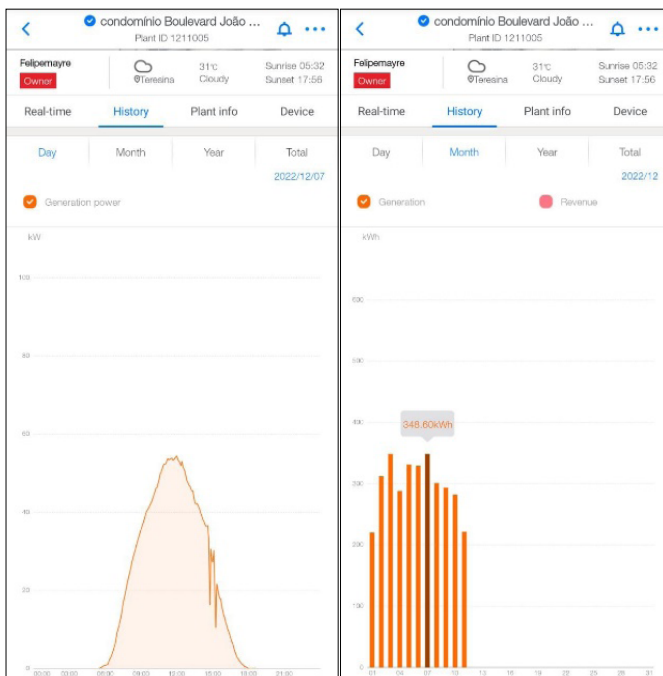 condomínio Boulevard João ...
Plant ID 1211005
Felipemayre
Owner
Teresina
31°C
Cloudy
Sunrise 05:32
Sunset 17:56
Real-time
History
Plant info
Device
Day
Month
Year
Total
2022/12/07
Generation power
kW
100
80
60
40
20
00:00 03:00 06:00 09:00 12:00 15:00 18:00 21:00
condomínio Boulevard João ...
Plant ID 1211005
Felipemayre
Owner
Teresina
31°C
Cloudy
Sunrise 05:32
Sunset 17:56
Real-time
History
Plant info
Device
Day
Month
Year
Total
2022/12
Generation
Revenue
kWh
600
500
400
348.60kWh
300
200
100
01 04 07 10 13 16 19 22 25 28 31